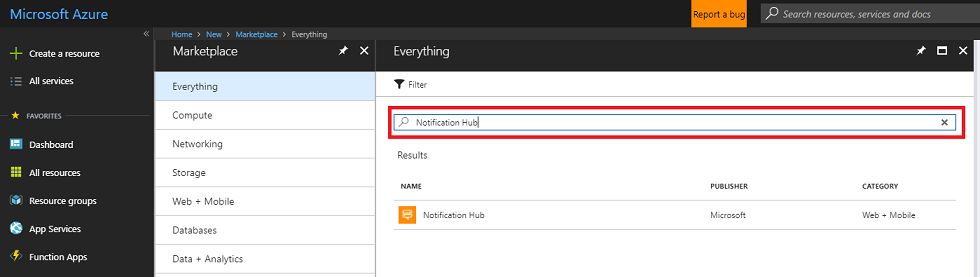 Microsoft Azure
Report a bug
Search resources, services and docs
«
Home > New > Marketplace > Everything
Create a resource
All services
FAVORITES
Dashboard
All resources
Resource groups
App Services
Function Apps
Marketplace
Everything
Compute
Networking
Storage
Web + Mobile
Databases
Data + Analytics
Everything
Filter
Notification Hub
Results
NAME PUBLISHER CATEGORY
Notification Hub Microsoft Web + Mobile